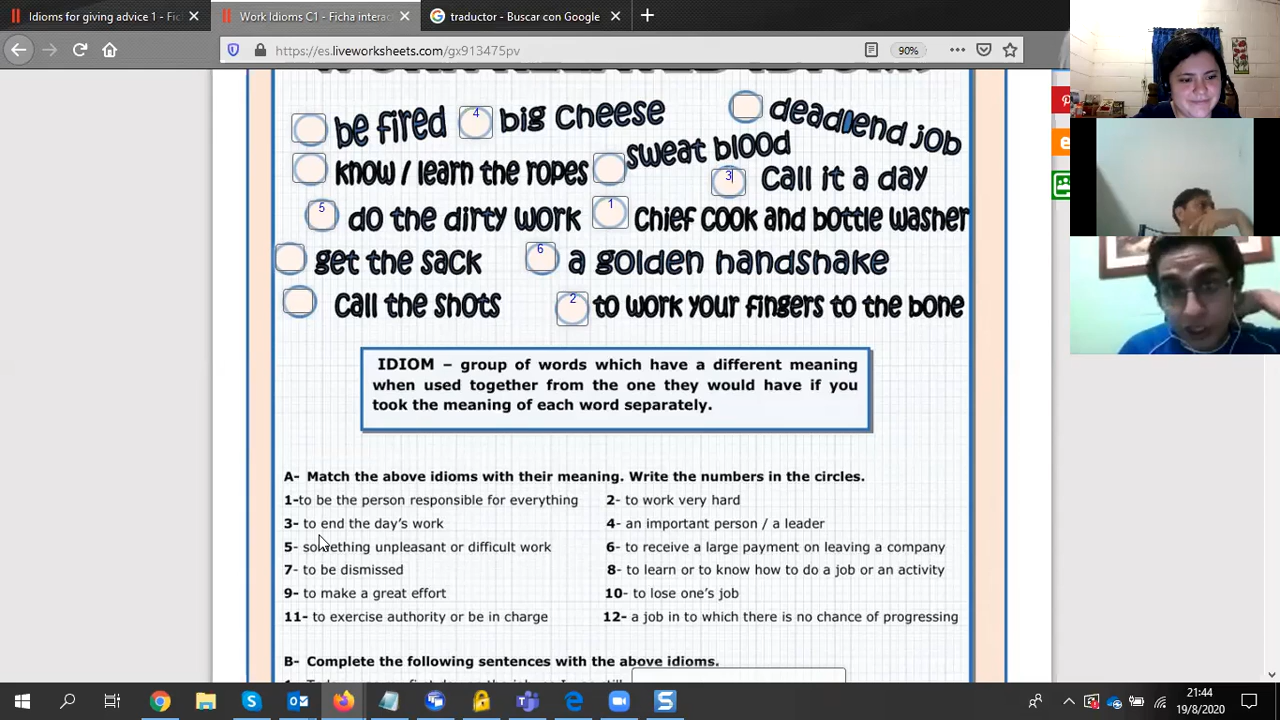 Idioms for giving advice 1 - Fic
Work Idioms C1 - Ficha interac
traductor - Buscar con Google
https://es.liveworksheets.com/gx913475pv
90%
be fired
4
big cheese
dead end job
know / learn the ropes
sweat blood
3
Call it a day
5
do the dirty work
1
Chief cook and bottle washer
get the sack
6
a golden handshake
Call the shots
2
to work your fingers to the bone
IDIOM – group of words which have a different meaning
when used together from the one they would have if you
took the meaning of each word separately.
A- Match the above idioms with their meaning. Write the numbers in the circles.
1-to be the person responsible for everything
2- to work very hard
3- to end the day's work
4- an important person / a leader
5- something unpleasant or difficult work
6- to receive a large payment on leaving a company
7- to be dismissed
8- to learn or to know how to do a job or an activity
9- to make a great effort
10- to lose one's job
11- to exercise authority or be in charge
12- a job in to which there is no chance of progressing
B- Complete the following sentences with the above idioms.
21:44
19/8/2020